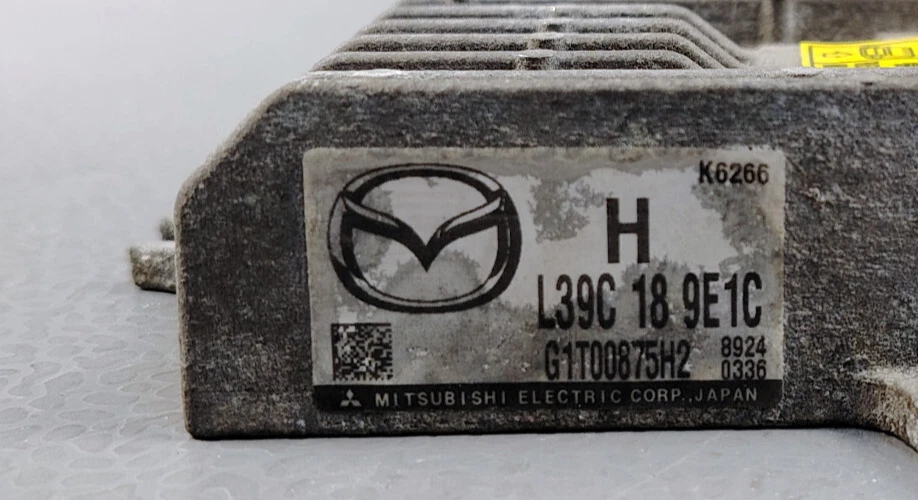 K6266
H
L39C 18 9E1C
G1T00875H2 8924
0336
MITSUBISHI ELECTRIC CORP.,JAPAN